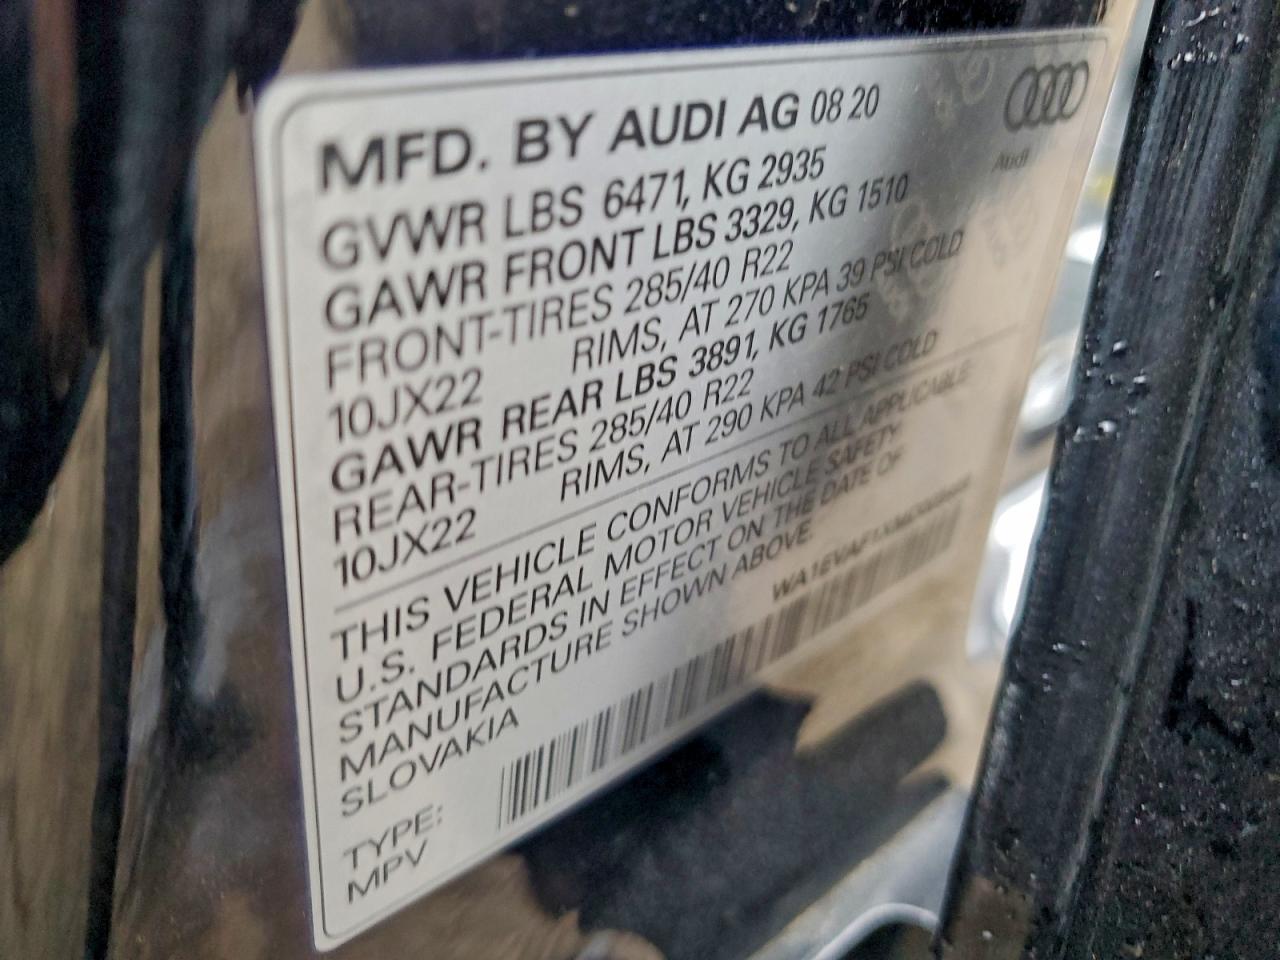 MFD. BY AUDI AG 08 20
GVWR LBS 6471, KG 2935
GAWR FRONT LBS 3329, KG 1510
FRONT-TIRES 285/40 R22
10JX22 RIMS, AT 270 KPA 39 PSI COLD
GAWR REAR LBS 3891, KG 1765
REAR-TIRES 285/40 R22
10JX22 RIMS, AT 290 KPA 42 PSI COLD
THIS VEHICLE CONFORMS TO ALL APPLICABLE
U.S. FEDERAL MOTOR VEHICLE SAFETY
STANDARDS IN EFFECT ON THE DATE OF
MANUFACTURE SHOWN ABOVE.
SLOVAKIA
TYPE:
MPV
Audi